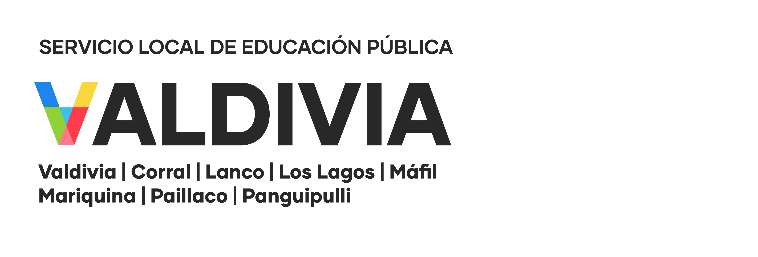 SERVICIO LOCAL DE EDUCACIÓN PÚBLICA
VALDIVIA
Valdivia | Corral | Lanco | Los Lagos | Máfil
Mariquina | Paillaco | Panguipulli